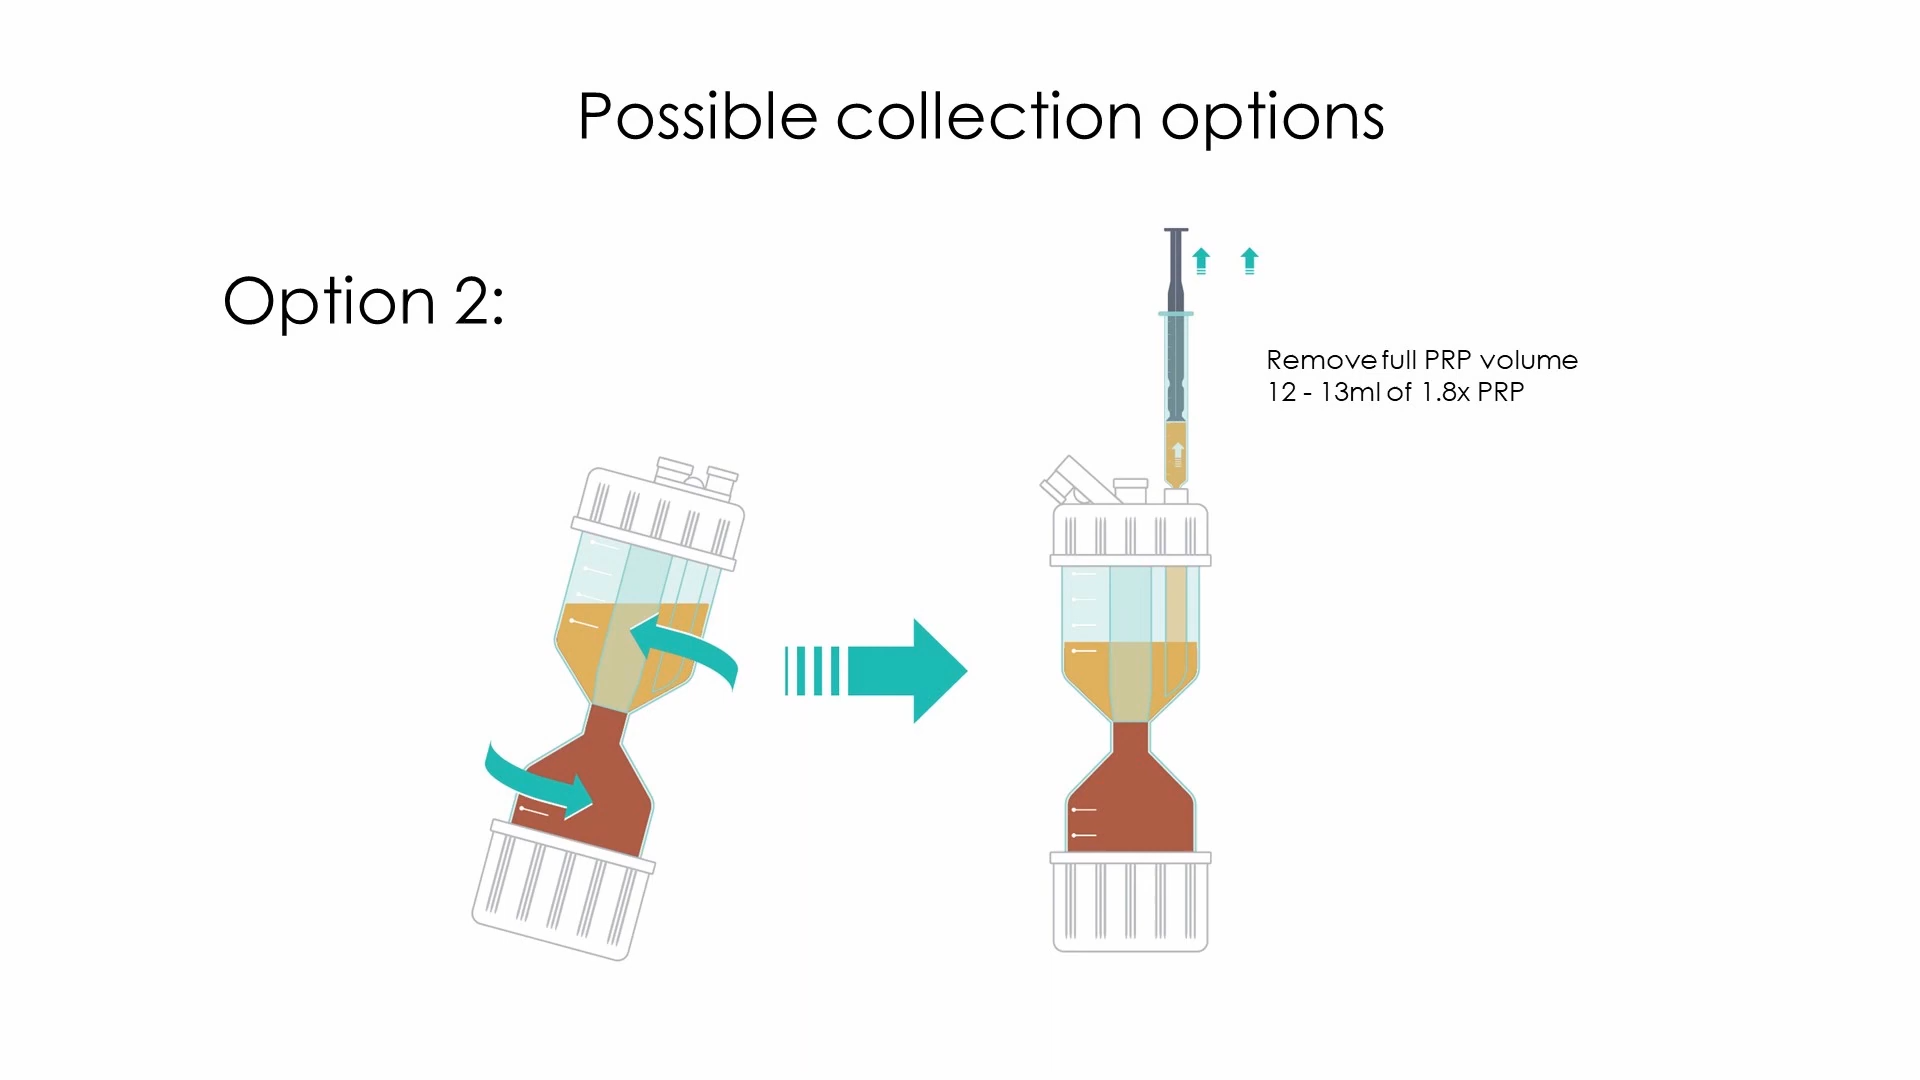 Possible collection options
Option 2:
Remove full PRP volume
12 - 13ml of 1.8x PRP